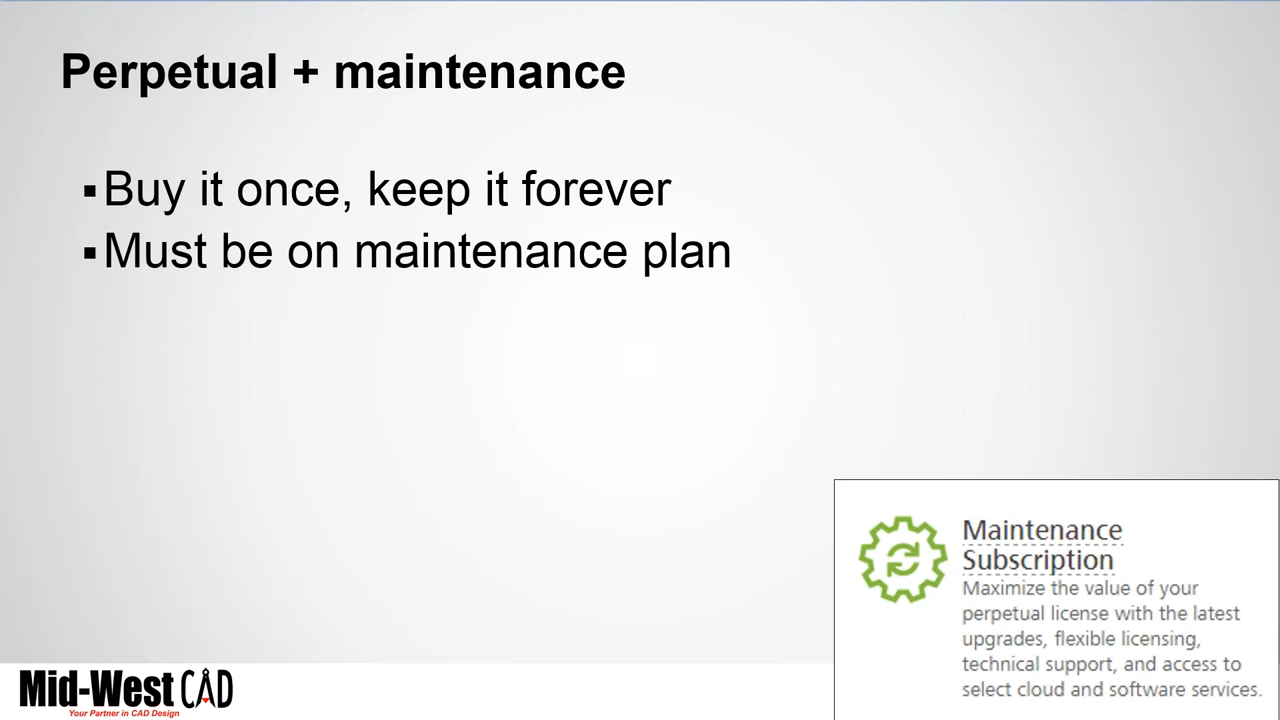 Perpetual + maintenance
▪Buy it once, keep it forever
▪Must be on maintenance plan
Maintenance
Subscription
Maximize the value of your
perpetual license with the latest
upgrades, flexible licensing,
technical support, and access to
select cloud and software services.
Mid-West CAD
Your Partner in CAD Design